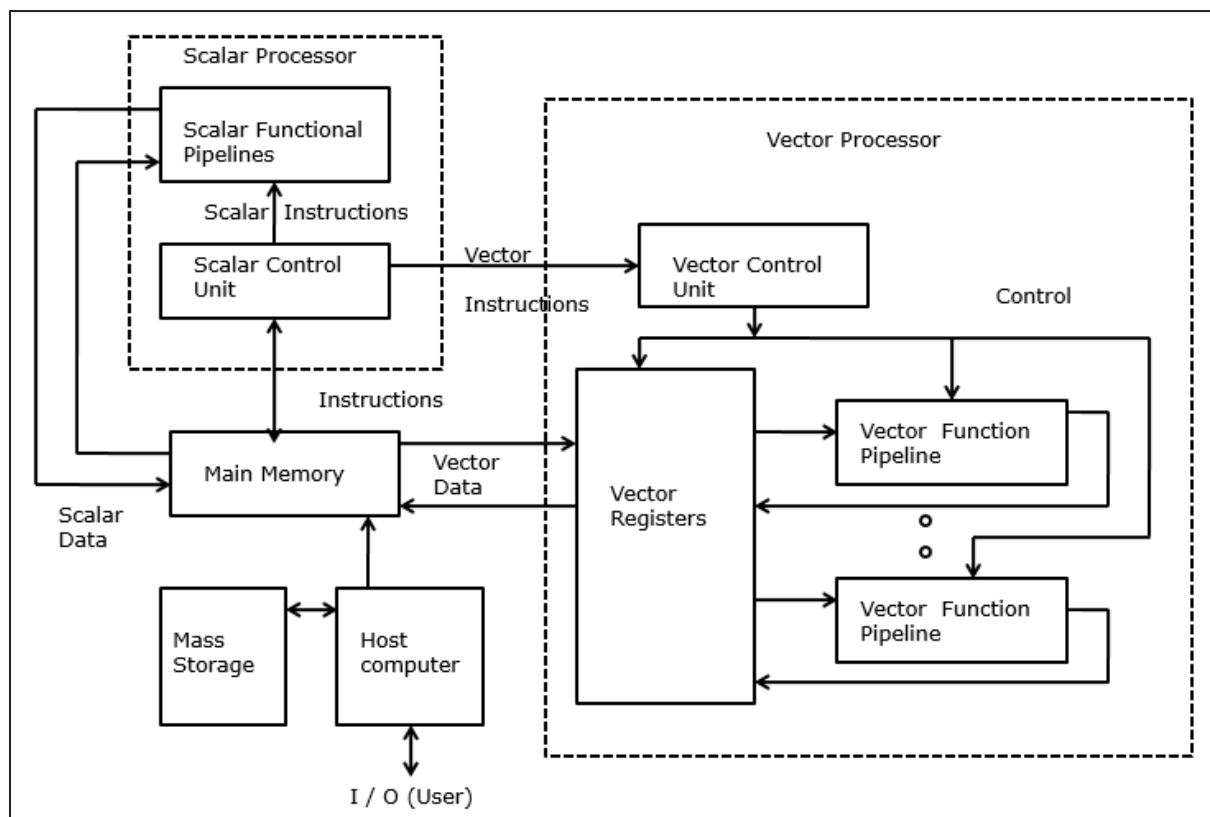 Scalar Processor
Scalar Functional
Pipelines
Scalar Instructions
Scalar Control
Unit
Vector
Instructions
Vector Processor
Vector Control
Unit
Control
Instructions
Main Memory
Vector
Data
Scalar
Data
Vector
Registers
Vector Function
Pipeline
Vector Function
Pipeline
Mass
Storage
Host
computer
I / O (User)